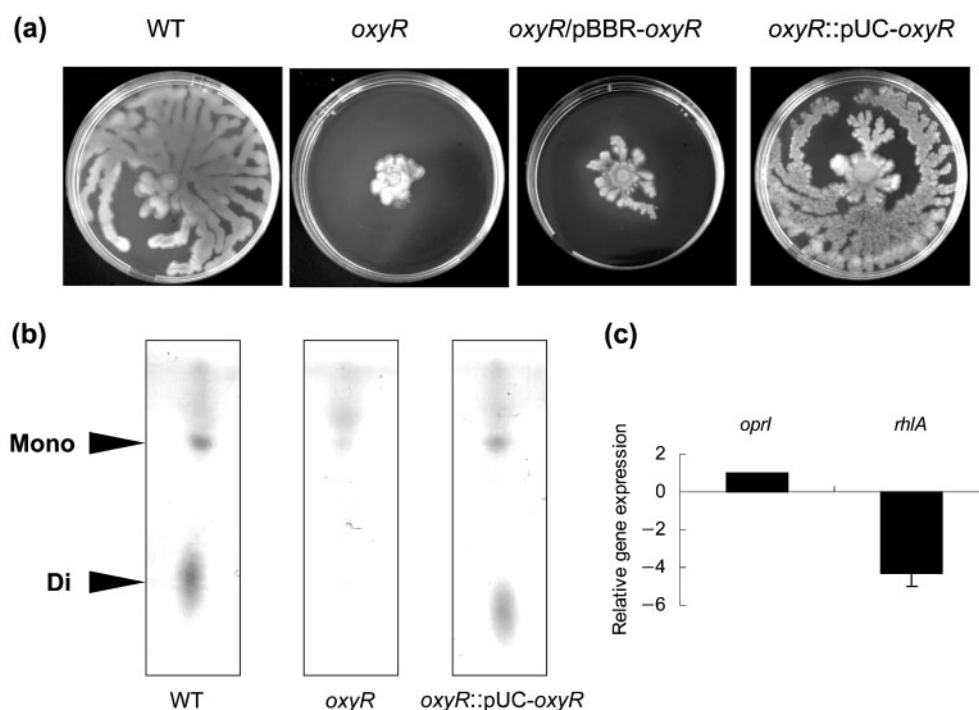 (a)
WT
oxyR
oxyR/pBBR-oxyR
oxyR::pUC-oxyR
(b)
Mono
Di
WT
oxyR
oxyR::pUC-oxyR
(c)
oprI
rhlA
Relative gene expression
2
0
−2
−4
−6